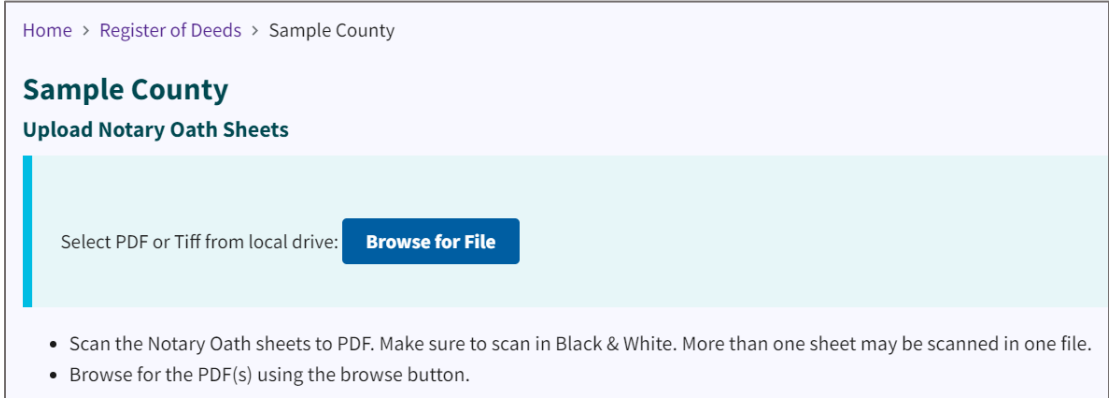 Home > Register of Deeds > Sample County
Sample County
Upload Notary Oath Sheets
Select PDF or Tiff from local drive: Browse for File
• Scan the Notary Oath sheets to PDF. Make sure to scan in Black & White. More than one sheet may be scanned in one file.
• Browse for the PDF(s) using the browse button.